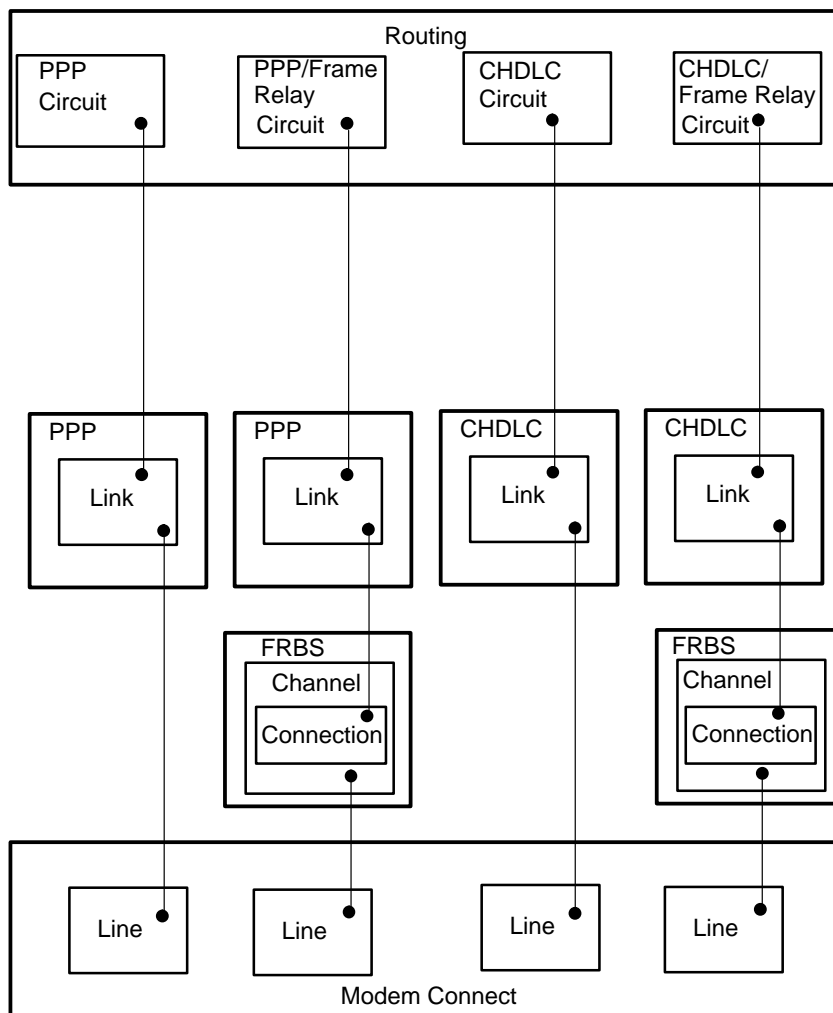 Routing
PPP
Circuit
PPP/Frame
Relay
Circuit
CHDLC
Circuit
CHDLC/
Frame Relay
Circuit
PPP
Link
PPP
Link
CHDLC
Link
CHDLC
Link
FRBS
Channel
Connection
FRBS
Channel
Connection
Line
Line
Line
Line
Modem Connect